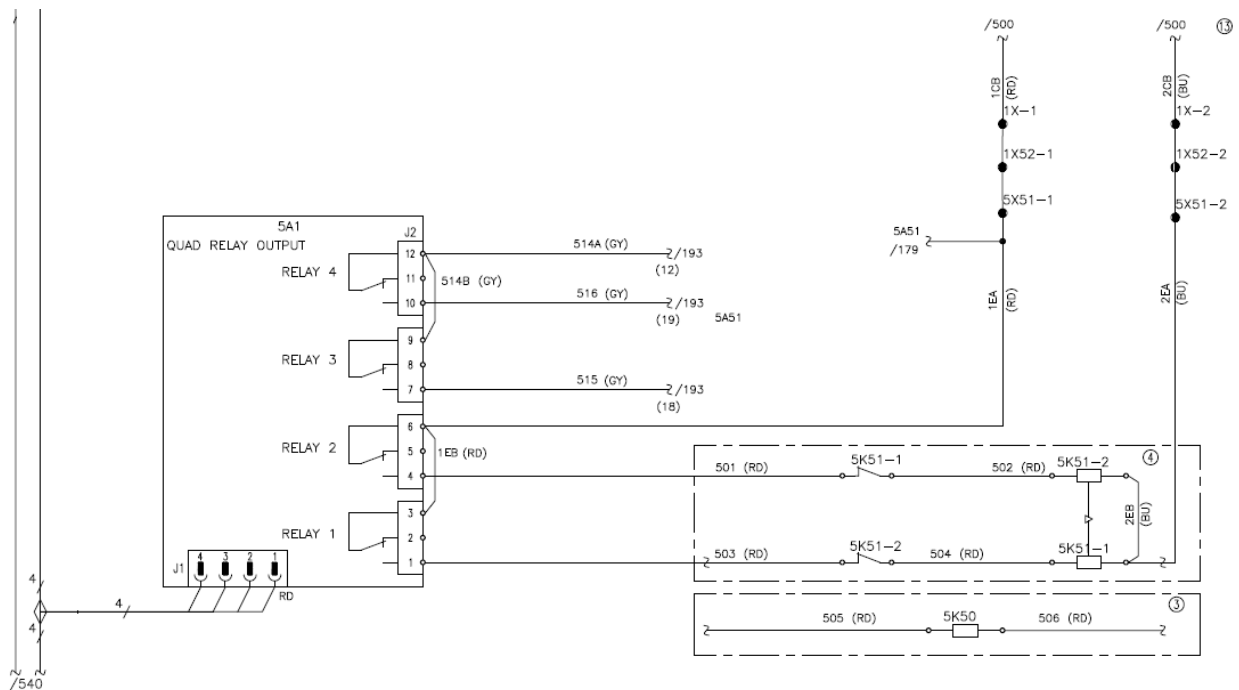 /500
/500
13
1CB
(RD)
2CB
(BU)
1X-1
1X-2
1X52-1
1X52-2
5X51-1
5X51-2
5A1
QUAD RELAY OUTPUT
J2
5A51
/179
12
514A (GY)
/193
(12)
RELAY 4
11
514B (GY)
10
516 (GY)
/193
(19)
5A51
1EA
(RD)
2EA
(BU)
9
RELAY 3
8
7
515 (GY)
/193
(18)
6
RELAY 2
5
1EB (RD)
4
501 (RD)
5K51-1
502 (RD)
5K51-2
4
3
RELAY 1
2
2EB
(BU)
1
503 (RD)
5K51-2
504 (RD)
5K51-1
J1
4
3
2
1
RD
4
4
4
3
505 (RD)
5K50
506 (RD)
/540